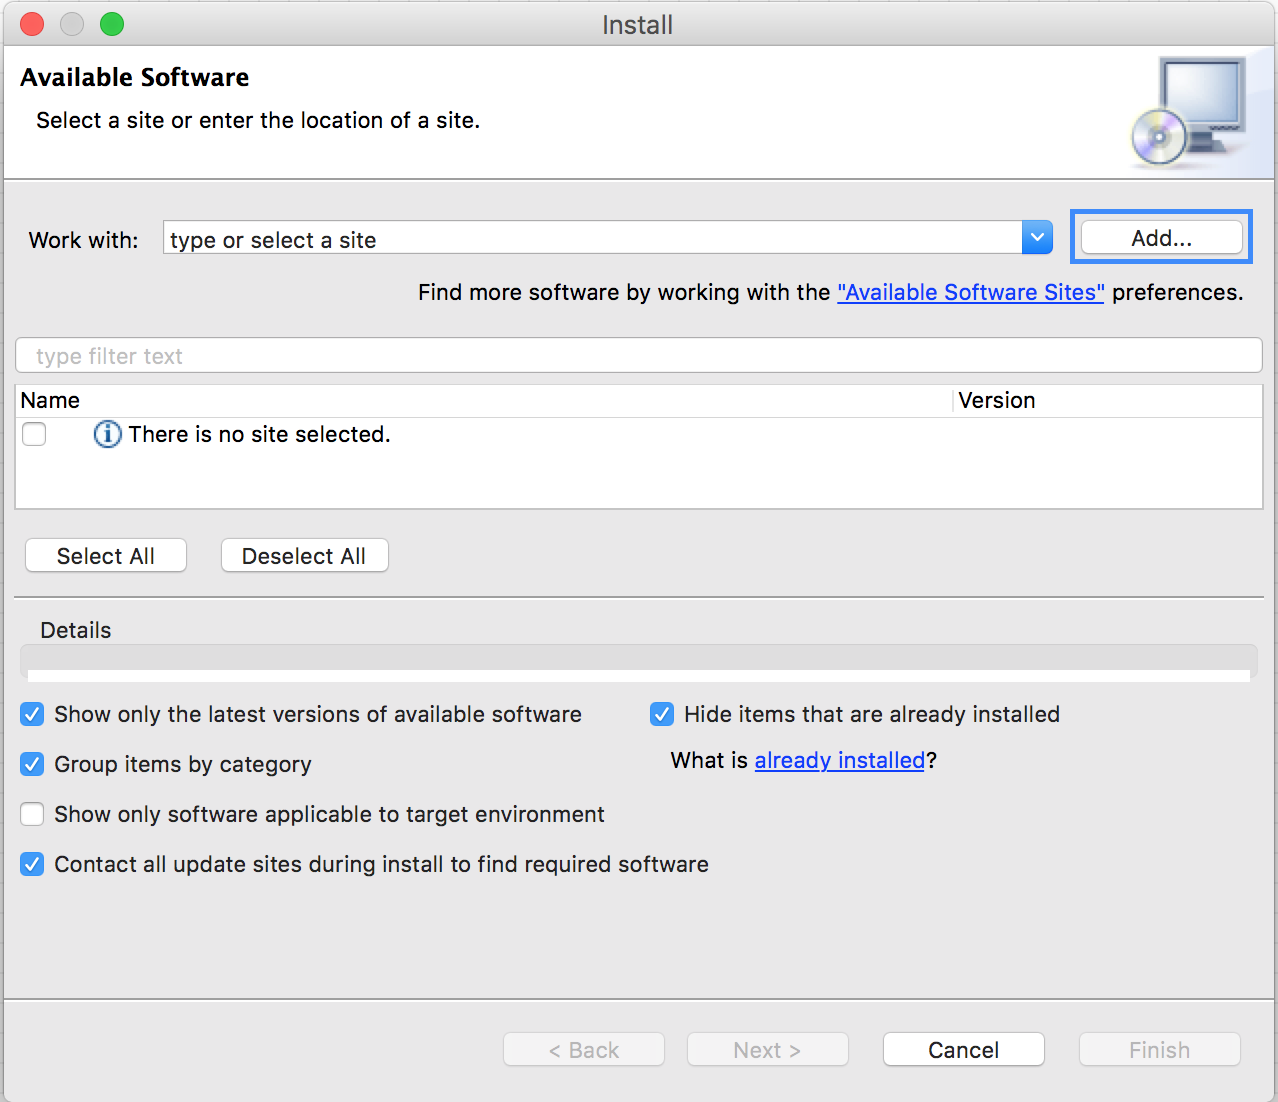 Install
Available Software
Select a site or enter the location of a site.
Work with: type or select a site Add...
Find more software by working with the "Available Software Sites" preferences.
type filter text
Name Version
There is no site selected.
Select All Deselect All
Details
Show only the latest versions of available software Hide items that are already installed
Group items by category What is already installed?
Show only software applicable to target environment
Contact all update sites during install to find required software
< Back Next > Cancel Finish